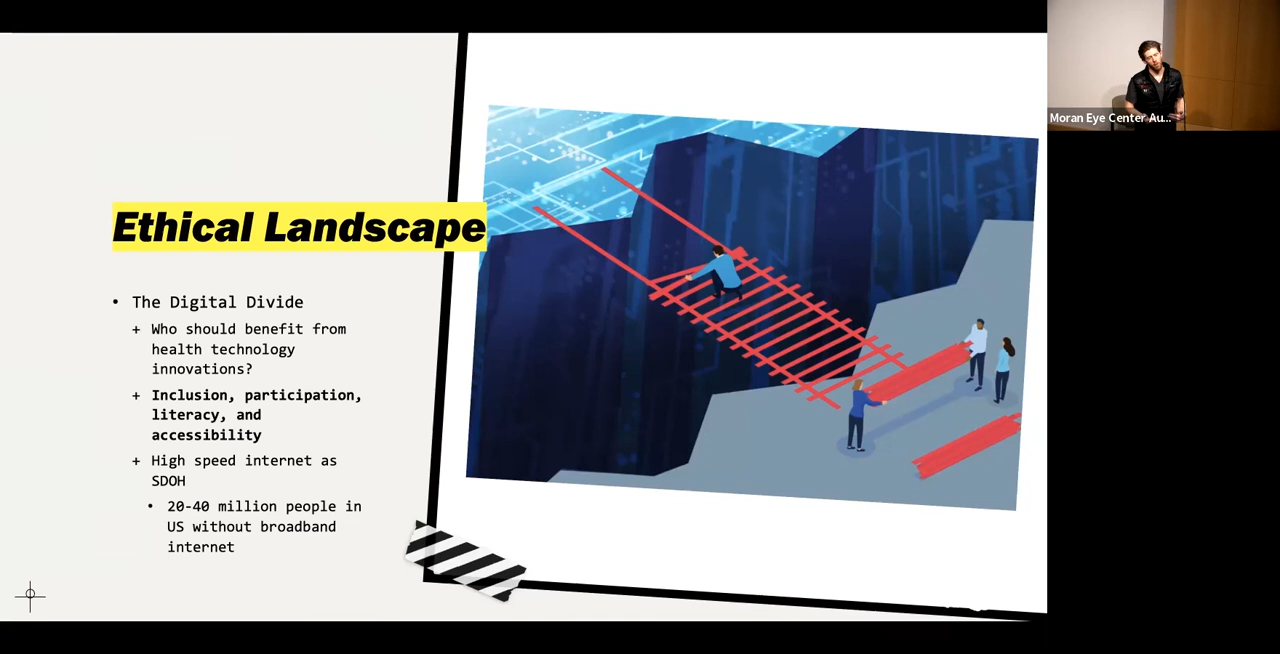 Moran Eye Center Au...
Ethical Landscape
• The Digital Divide
+ Who should benefit from
health technology
innovations?
+ Inclusion, participation,
literacy, and
accessibility
+ High speed internet as
SDOH
• 20-40 million people in
US without broadband
internet